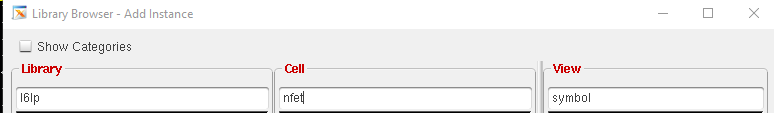 Library Browser - Add Instance
Show Categories
Library Cell View
l6lp nfet symbol